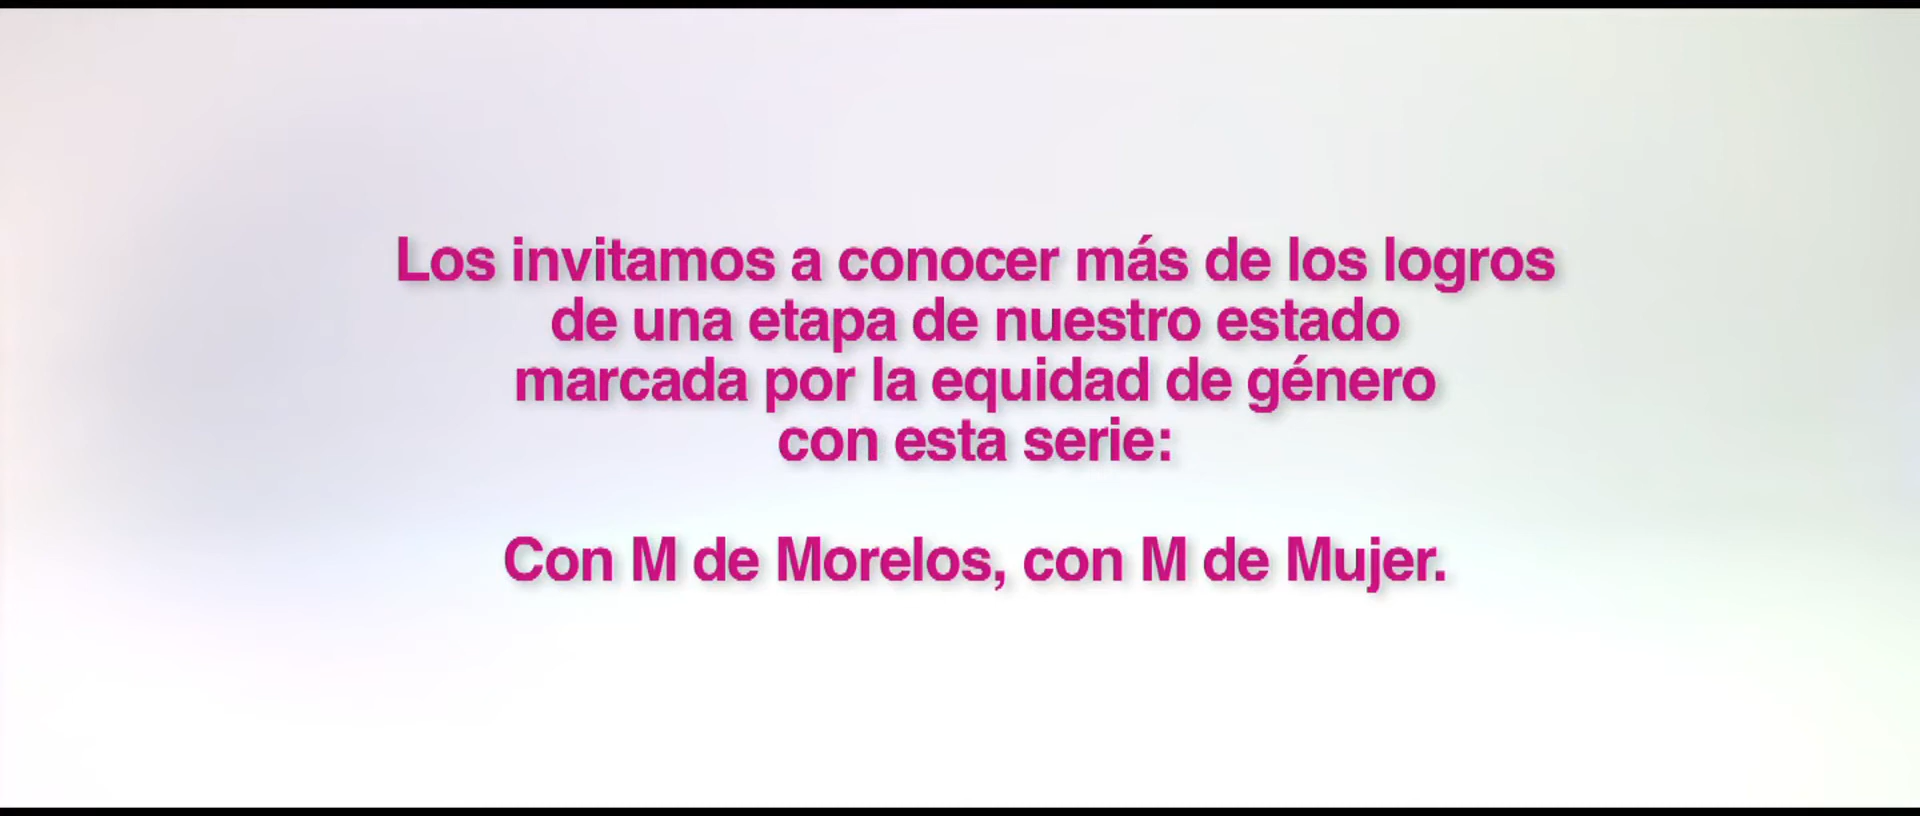 Los invitamos a conocer más de los logros
de una etapa de nuestro estado
marcada por la equidad de género
con esta serie:
Con M de Morelos, con M de Mujer.